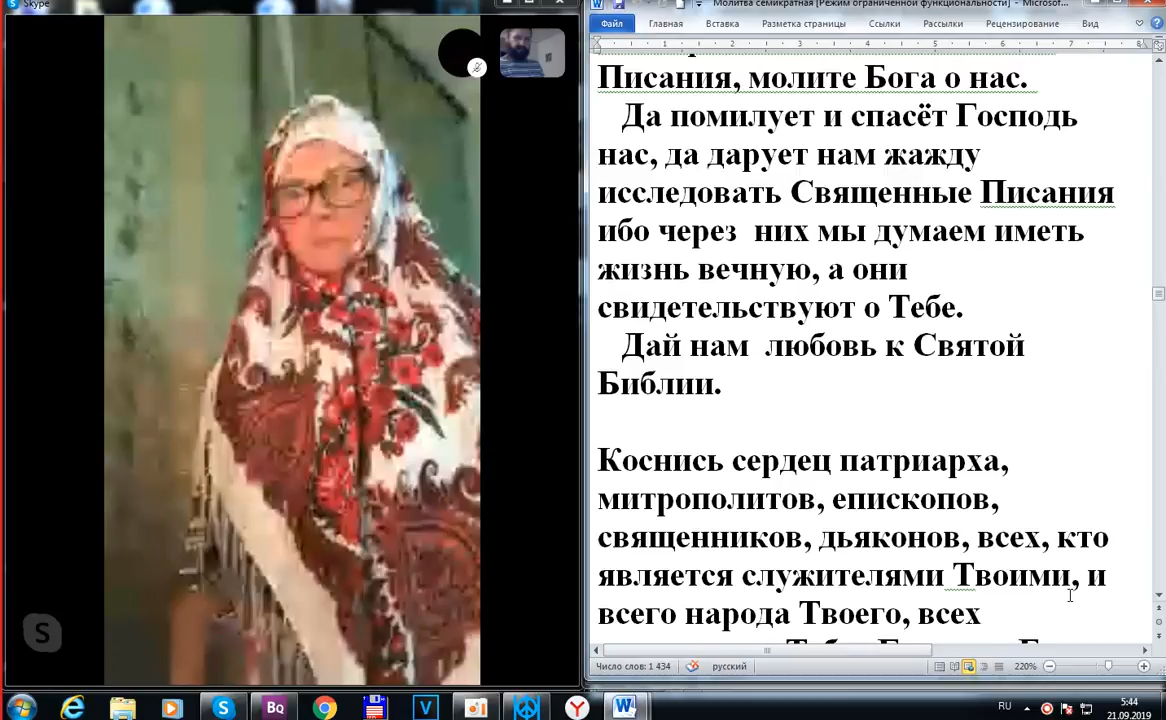 Skype
Молитва семикратная [Режим ограниченной функциональности] - Microsof...
Файл Главная Вставка Разметка страницы Ссылки Рассылки Рецензирование Вид
Писания, молите Бога о нас.
Да помилует и спасёт Господь
нас, да дарует нам жажду
исследовать Священные Писания
ибо через них мы думаем иметь
жизнь вечную, а они
свидетельствуют о Тебе.
Дай нам любовь к Святой
Библии.
Коснись сердец патриарха,
митрополитов, епископов,
священников, дьяконов, всех, кто
является служителями Твоими, и
всего народа Твоего, всех
Число слов: 1 434 русский 220%
RU 5:44
21.09.2019